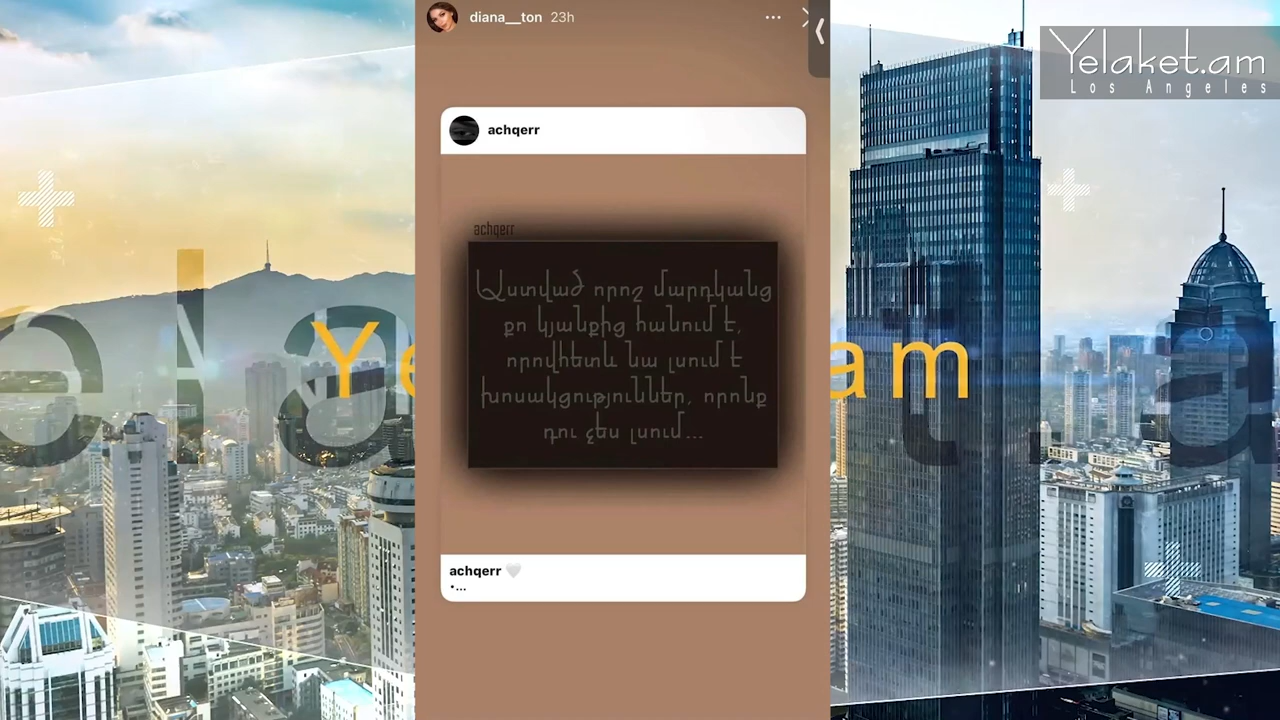 diana__ton 23h
Yelaket.am
Los Angeles
achqerr
achqerr
Աստված որոշ մարդկանց
քո կյանքից հանում է,
որովհետև նա լսում է
խոսակցություններ, որոնք
դու չես լսում...
achqerr 🤍
•...